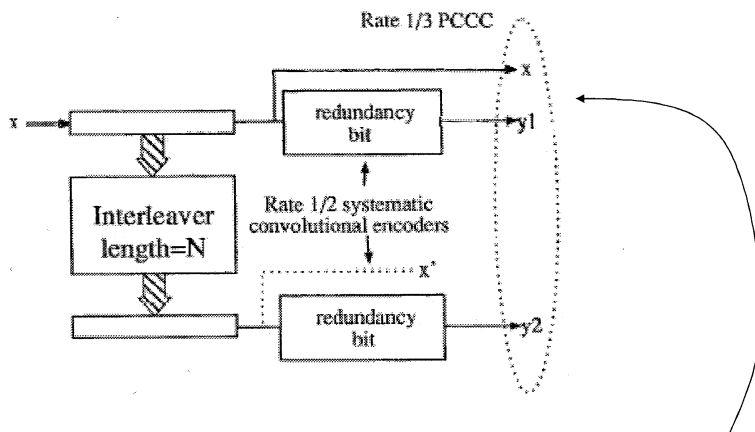 Rate 1/3 PCCC
x
x
redundancy
bit
y1
Interleaver
length=N
Rate 1/2 systematic
convolutional encoders
x*
redundancy
bit
y2